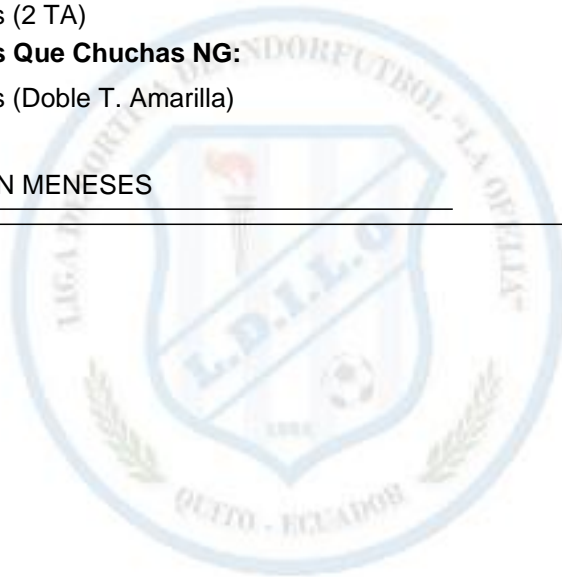 s (2 TA)
s Que Chuchas NG:
s (Doble T. Amarilla)
N MENESES
LIGA DEPORTIVA DE INDORFUTBOL "LA OFELIA"
L.D.I.L.O
QUITO - ECUADOR